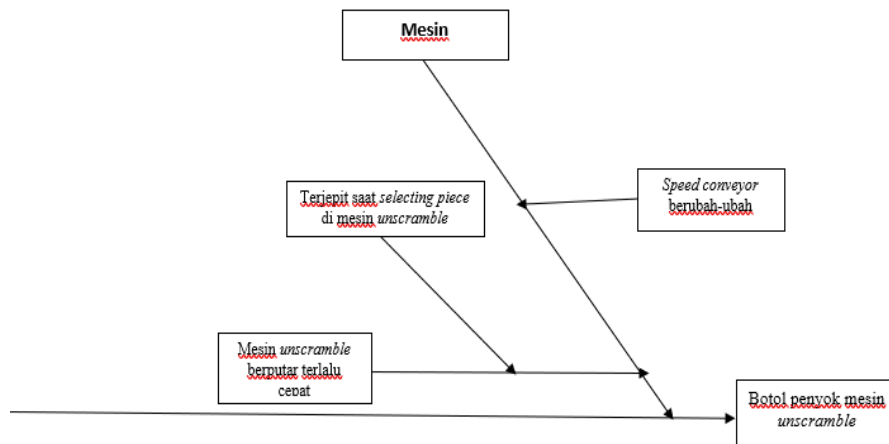 Mesin
Speed conveyor
berubah-ubah
Terjepit saat selecting piece
di mesin unscramble
Mesin unscramble
berputar terlalu
cepat
Botol penyok mesin
unscramble